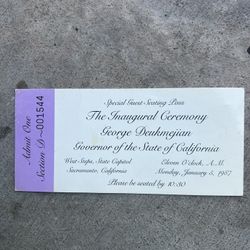 Admit One
Section D-001544
Special Guest Seating Pass
The Inaugural Ceremony
George Deukmejian
Governor of the State of California
West Steps, State Capitol
Sacramento, California
Eleven O'clock, A.M.
Monday, January 5, 1987
Please be seated by 10:30